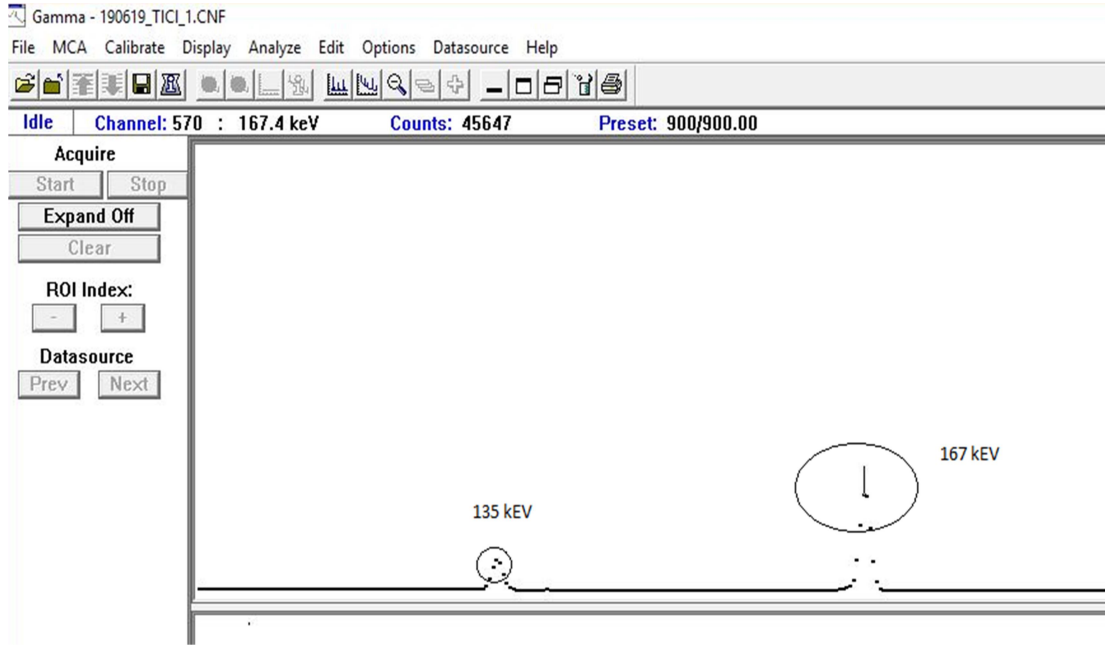 Gamma - 190619_TICI_1.CNF
File MCA Calibrate Display Analyze Edit Options Datasource Help
Idle Channel: 570 : 167.4 keV Counts: 45647 Preset: 900/900.00
Acquire
Start Stop
Expand Off
Clear
ROI Index:
- +
Datasource
Prev Next
167 kEV
135 kEV